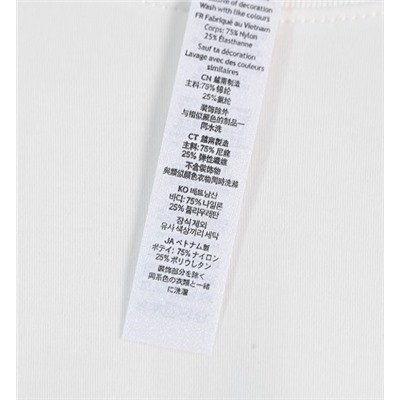 of decoration
Wash with like colours
FR Fabriqué au Vietnam
Corps: 75% Nylon
25% Élasthanne
Sauf ta décoration
Lavage avec des couleurs
similaires
CN 越南制造
主料: 75% 锦纶
25% 氨纶
装饰除外
与相似颜色的制品一
同水洗
CT 越南製造
主料: 75% 尼龍
25% 弹性纖維
不含裝飾物
與類似顏色衣物同時洗滌
KO 베트남산
바디: 75% 나일론
25% 폴리우레탄
장식 제외
유사 색상끼리 세탁
JA ベトナム製
ボディ: 75% ナイロン
25% ポリウレタン
装飾部分を除く
同系色の衣類と一緒
に洗濯